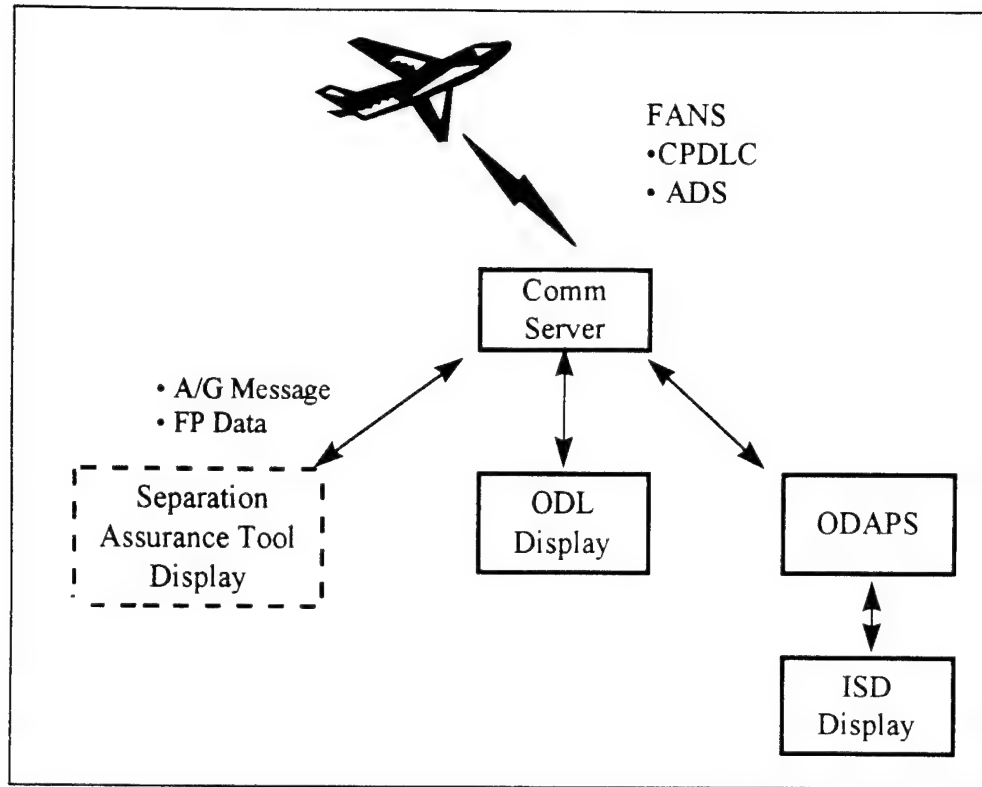 FANS
•CPDLC
• ADS
Comm
Server
• A/G Message
• FP Data
Separation
Assurance Tool
Display
ODL
Display
ODAPS
ISD
Display